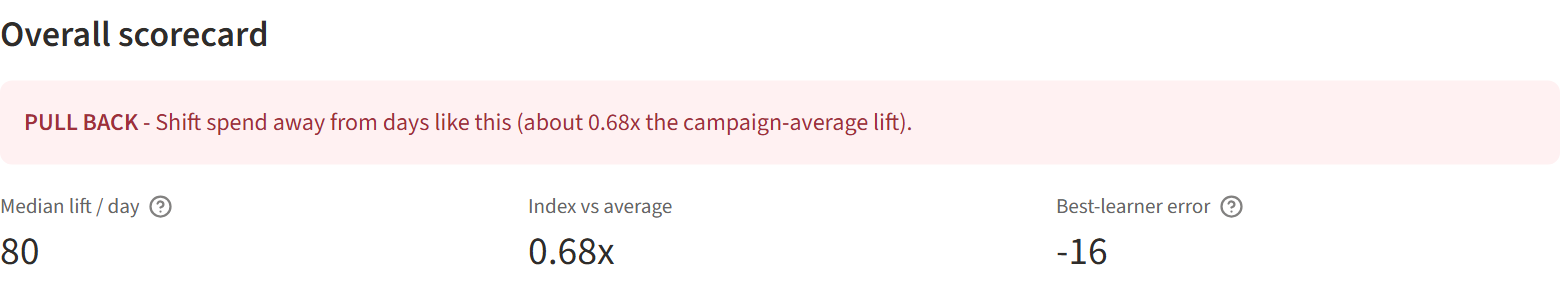 Overall scorecard
PULL BACK - Shift spend away from days like this (about 0.68x the campaign-average lift).
Median lift / day
Index vs average
Best-learner error
80
0.68x
-16